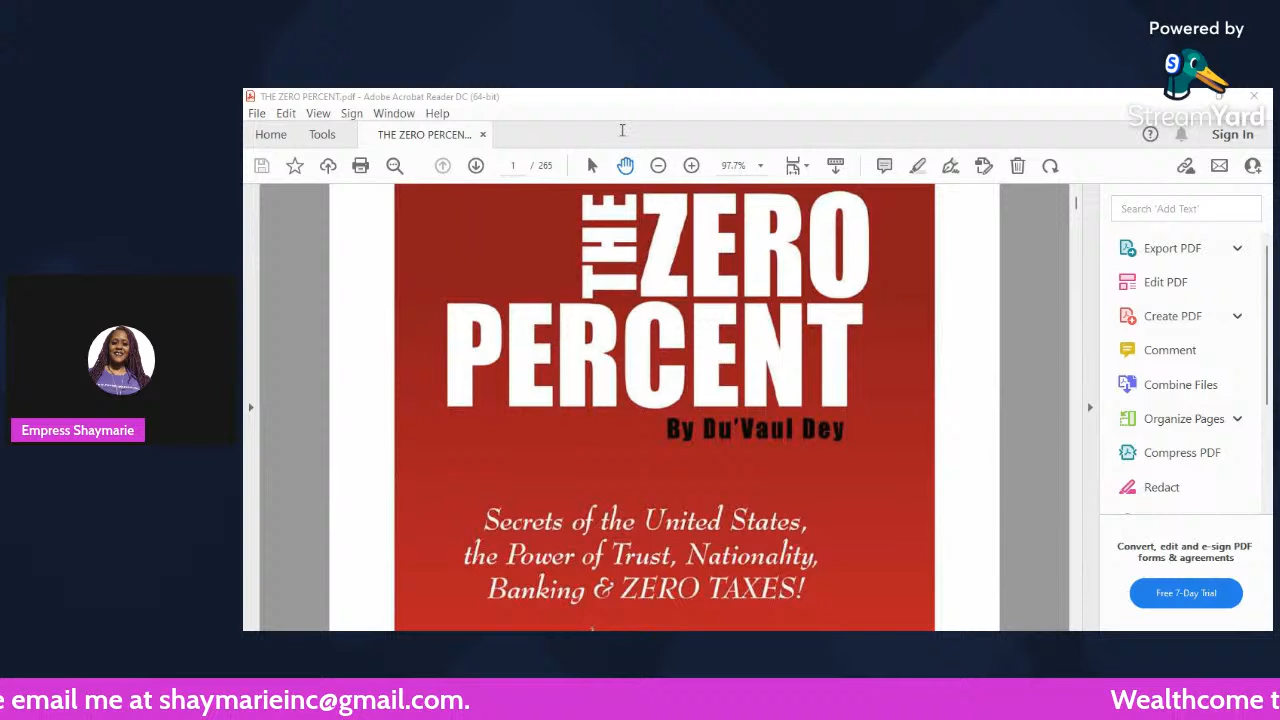 Powered by
StreamYard
THE ZERO PERCENT.pdf - Adobe Acrobat Reader DC (64-bit)
File Edit View Sign Window Help
Home Tools THE ZERO PERCEN... × Sign In
1 / 265 97.7%
Search 'Add Text'
Export PDF
Edit PDF
Create PDF
Comment
Combine Files
Organize Pages
Compress PDF
Redact
Convert, edit and e-sign PDF
forms & agreements
Free 7-Day Trial
THE ZERO
PERCENT
By Du'Vaul Dey
Secrets of the United States,
the Power of Trust, Nationality,
Banking & ZERO TAXES!
Empress Shaymarie
e email me at shaymarieinc@gmail.com. Wealthcome t